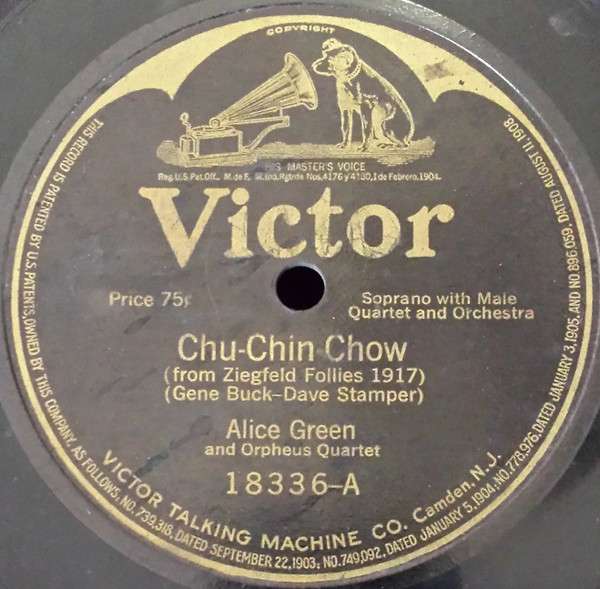 COPYRIGHT
HIS MASTER'S VOICE
Reg.U.S.Pat.Off. M.de F. M.Ind.Rgtrda Nos.4176 y 4180,1 de Febrero.1904.
Victor
Price 75¢
Soprano with Male
Quartet and Orchestra
Chu-Chin Chow
(from Ziegfeld Follies 1917)
(Gene Buck-Dave Stamper)
Alice Green
and Orpheus Quartet
18336-A
VICTOR TALKING MACHINE CO. Camden, N.J.
THIS RECORD IS PATENTED BY U.S. PATENTS, OWNED BY THIS COMPANY, AS FOLLOWS; NO. 739,318, DATED SEPTEMBER 22, 1903; NO. 749,092, DATED JANUARY 5, 1904; NO. 778,976, DATED JANUARY 3, 1905, AND NO. 896,059, DATED AUGUST 11, 1908